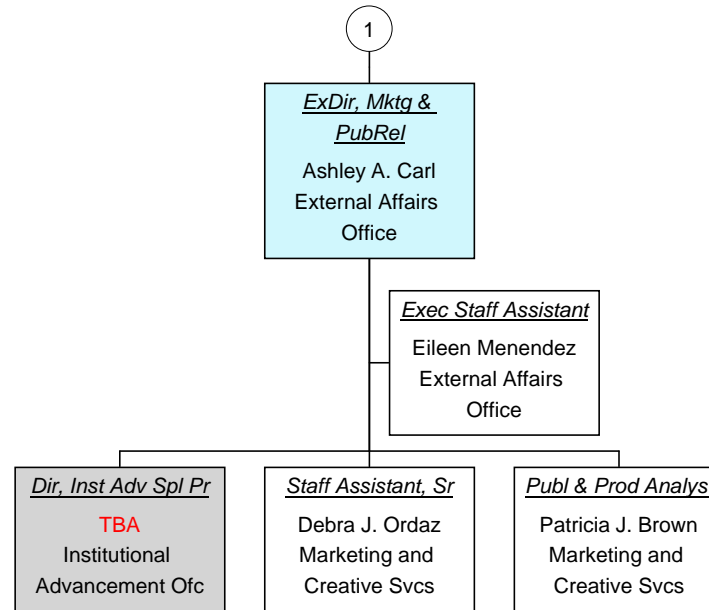 1
ExDir, Mktg &
PubRel
Ashley A. Carl
External Affairs
Office
Exec Staff Assistant
Eileen Menendez
External Affairs
Office
Dir, Inst Adv Spl Pr
TBA
Institutional
Advancement Ofc
Staff Assistant, Sr
Debra J. Ordaz
Marketing and
Creative Svcs
Publ & Prod Analys
Patricia J. Brown
Marketing and
Creative Svcs